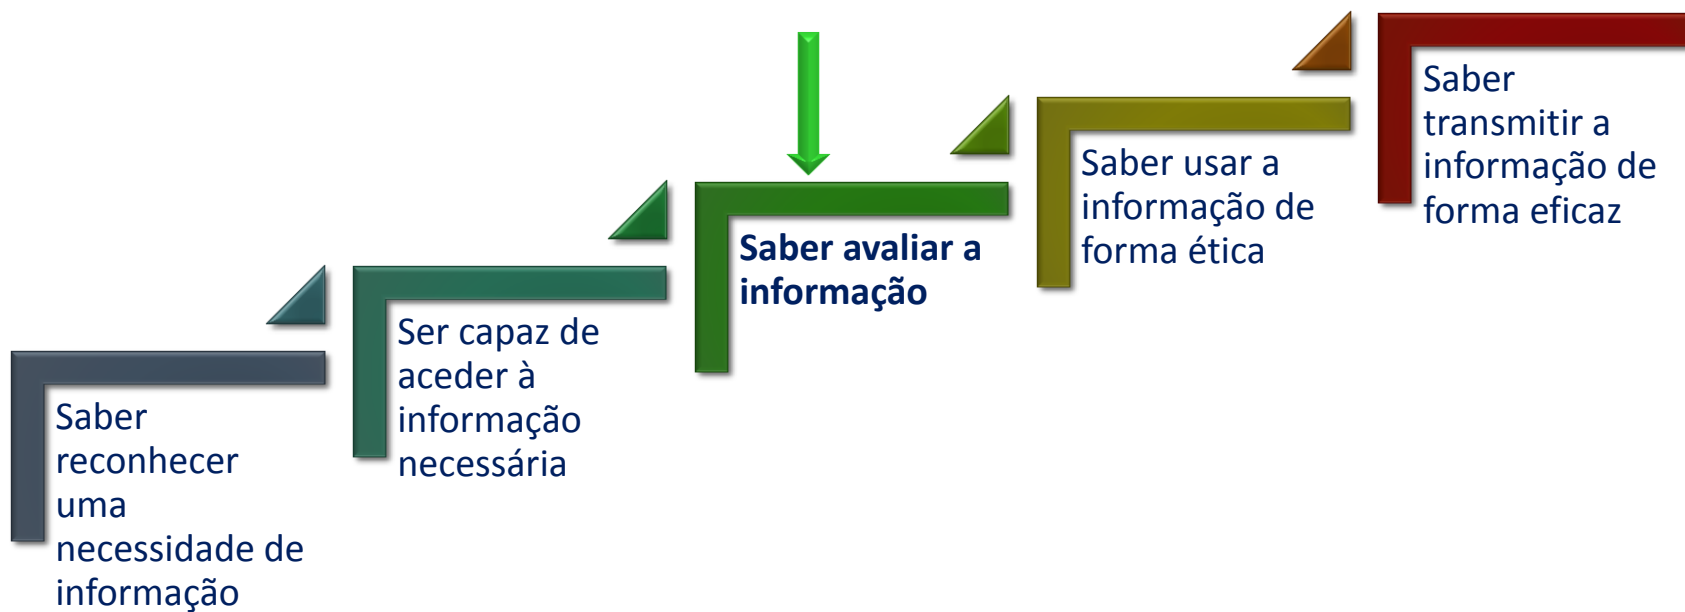 Saber
reconhecer
uma
necessidade de
informação
Ser capaz de
aceder à
informação
necessária
Saber avaliar a
informação
Saber usar a
informação de
forma ética
Saber
transmitir a
informação de
forma eficaz